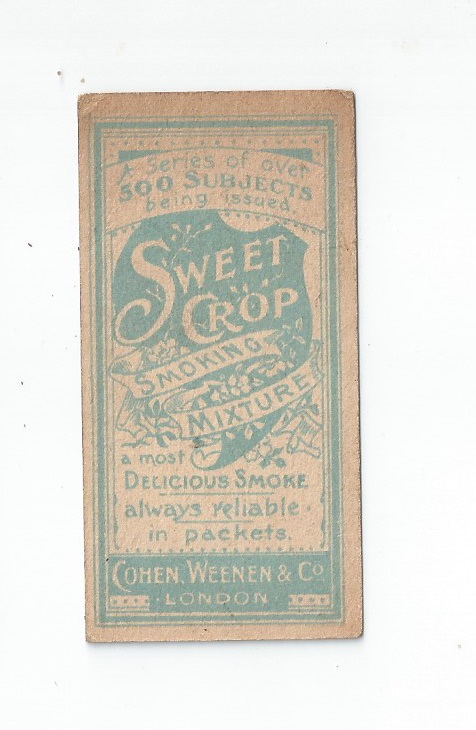 A series of over
500 SUBJECTS
being issued.
SWEET
CROP
SMOKING
MIXTURE
a most
DELICIOUS SMOKE
always reliable.
in packets.
COHEN, WEENEN & Co
· LONDON ·